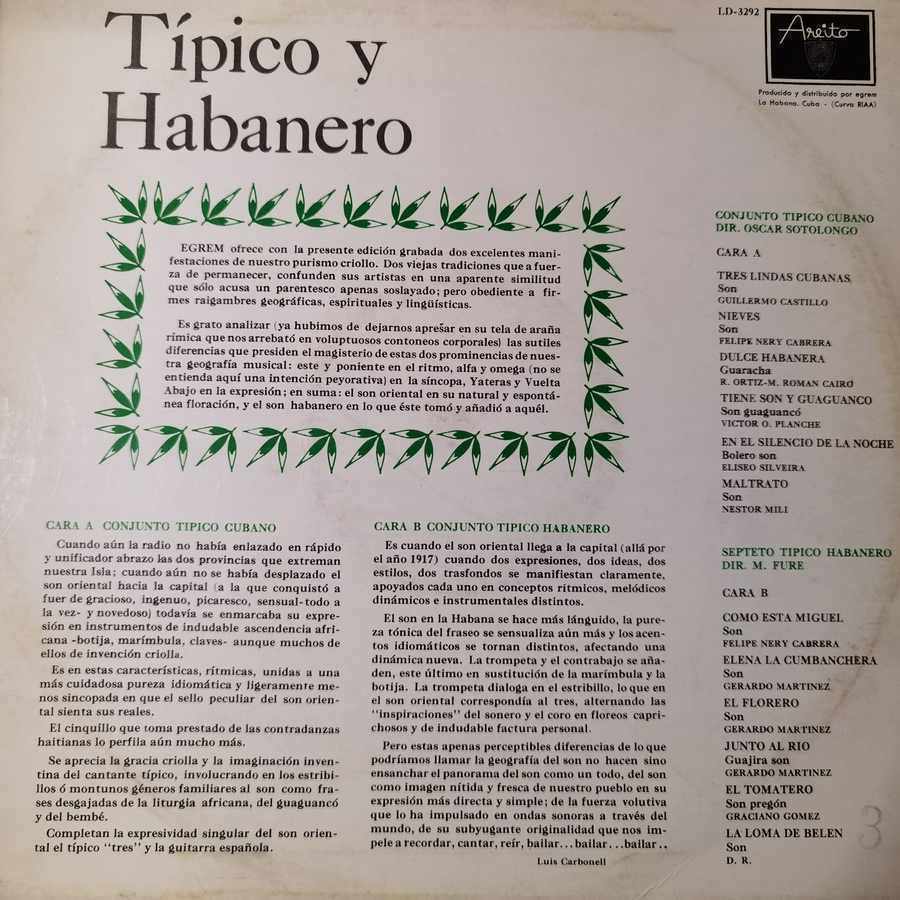 Típico y
Habanero
LD-3292
Areito
Producido y distribuido por egrem
La Habana, Cuba - (Curva RIAA)
EGREM ofrece con la presente edición grabada dos excelentes mani-
festaciones de nuestro purismo criollo. Dos viejas tradiciones que a fuer-
za de permanecer, confunden sus artistas en una aparente similitud
que sólo acusa un parentesco apenas soslayado; pero obediente a fir-
mes raigambres geográficas, espirituales y lingüísticas.
Es grato analizar (ya hubimos de dejarnos apresar en su tela de araña
rímica que nos arrebató en voluptuosos contoneos corporales) las sutiles
diferencias que presiden el magisterio de estas dos prominencias de nues-
tra geografía musical: este y poniente en el ritmo, alfa y omega (no se
entienda aquí una intención peyorativa) en la síncopa, Yateras y Vuelta
Abajo en la expresión; en suma: el son oriental en su natural y espontá-
nea floración, y el son habanero en lo que éste tomó y añadió a aquél.
CARA A CONJUNTO TIPICO CUBANO
Cuando aún la radio no había enlazado en rápido
y unificador abrazo las dos provincias que extreman
nuestra Isla; cuando aún no se había desplazado el
son oriental hacia la capital (a la que conquistó a
fuer de gracioso, ingenuo, picaresco, sensual-todo a
la vez- y novedoso) todavía se enmarcaba su expre-
sión en instrumentos de indudable ascendencia afri-
cana -botija, marímbula, claves- aunque muchos de
ellos de invención criolla.
Es en estas características, rítmicas, unidas a una
más cuidadosa pureza idiomática y ligeramente me-
nos sincopada en que el sello peculiar del son orien-
tal sienta sus reales.
El cinquillo que toma prestado de las contradanzas
haitianas lo perfila aún mucho más.
Se aprecia la gracia criolla y la imaginación inven-
tina del cantante típico, involucrando en los estribi-
llos ó montunos géneros familiares al son como fra-
ses desgajadas de la liturgia africana, del guaguancó
y del bembé.
Completan la expresividad singular del son orien-
tal el típico "tres" y la guitarra española.
CARA B CONJUNTO TIPICO HABANERO
Es cuando el son oriental llega a la capital (allá por
el año 1917) cuando dos expresiones, dos ideas, dos
estilos, dos trasfondos se manifiestan claramente,
apoyados cada uno en conceptos ritmicos, melódicos
dinámicos e instrumentales distintos.
El son en la Habana se hace más lánguido, la pure-
za tónica del fraseo se sensualiza aún más y los acen-
tos idiomáticos se tornan distintos, afectando una
dinámica nueva. La trompeta y el contrabajo se aña-
den, este último en sustitución de la marímbula y la
botija. La trompeta dialoga en el estribillo, lo que en
el son oriental correspondía al tres, alternando las
"inspiraciones" del sonero y el coro en floreos capri-
chosos y de indudable factura personal.
Pero estas apenas perceptibles diferencias de lo que
podríamos llamar la geografía del son no hacen sino
ensanchar el panorama del son como un todo, del son
como imagen nítida y fresca de nuestro pueblo en su
expresión más directa y simple; de la fuerza volutiva
que lo ha impulsado en ondas sonoras a través del
mundo, de su subyugante originalidad que nos im-
pele a recordar, cantar, reír, bailar... bailar...bailar..
Luis Carbonell
CONJUNTO TIPICO CUBANO
DIR. OSCAR SOTOLONGO
CARA A
TRES LINDAS CUBANAS
Son
GUILLERMO CASTILLO
NIEVES
Son
FELIPE NERY CABRERA
DULCE HABANERA
Guaracha
R. ORTIZ-M. ROMAN CAIRO
TIENE SON Y GUAGUANCO
Son guaguancó
VICTOR O. PLANCHE
EN EL SILENCIO DE LA NOCHE
Bolero son
ELISEO SILVEIRA
MALTRATO
Son
NESTOR MILI
SEPTETO TIPICO HABANERO
DIR. M. FURE
CARA B
COMO ESTA MIGUEL
Son
FELIPE NERY CABRERA
ELENA LA CUMBANCHERA
Son
GERARDO MARTINEZ
EL FLORERO
Son
GERARDO MARTINEZ
JUNTO AL RIO
Guajira son
GERARDO MARTINEZ
EL TOMATERO
Son pregón
GRACIANO GOMEZ
LA LOMA DE BELEN
Son
D. R.
3